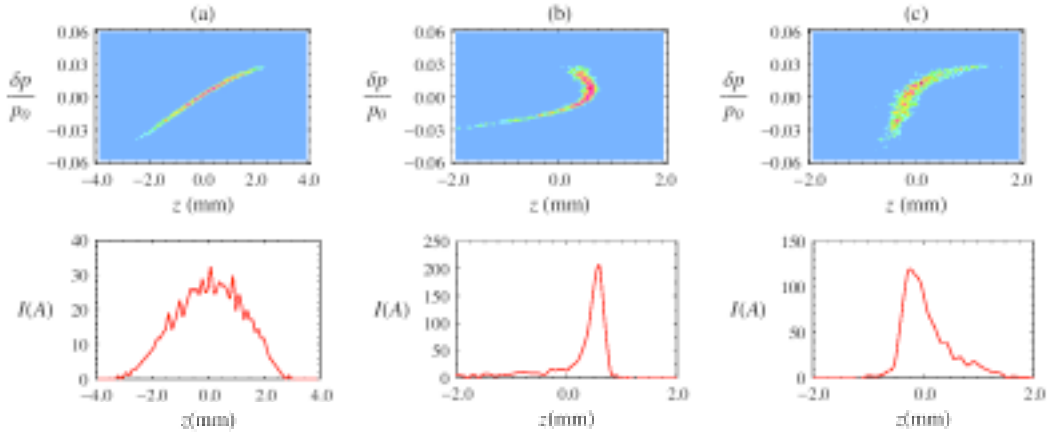 (a) (b) (c)
0.06 0.06 0.06
0.03 0.03 0.03
δp/p₀ 0.00 δp/p₀ 0.00 δp/p₀ 0.00
−0.03 −0.03 −0.03
−0.06 −0.06 −0.06
−4.0 −2.0 0.0 2.0 4.0 −2.0 0.0 2.0 −2.0 0.0 2.0
z (mm) z (mm) z (mm)
40 250 150
30 200 100
I(A) 20 I(A) 150 I(A)
10 100 50
0 50 0
0
−4.0 −2.0 0.0 2.0 4.0 −2.0 0.0 2.0 −2.0 0.0 2.0
z(mm) z(mm) z(mm)